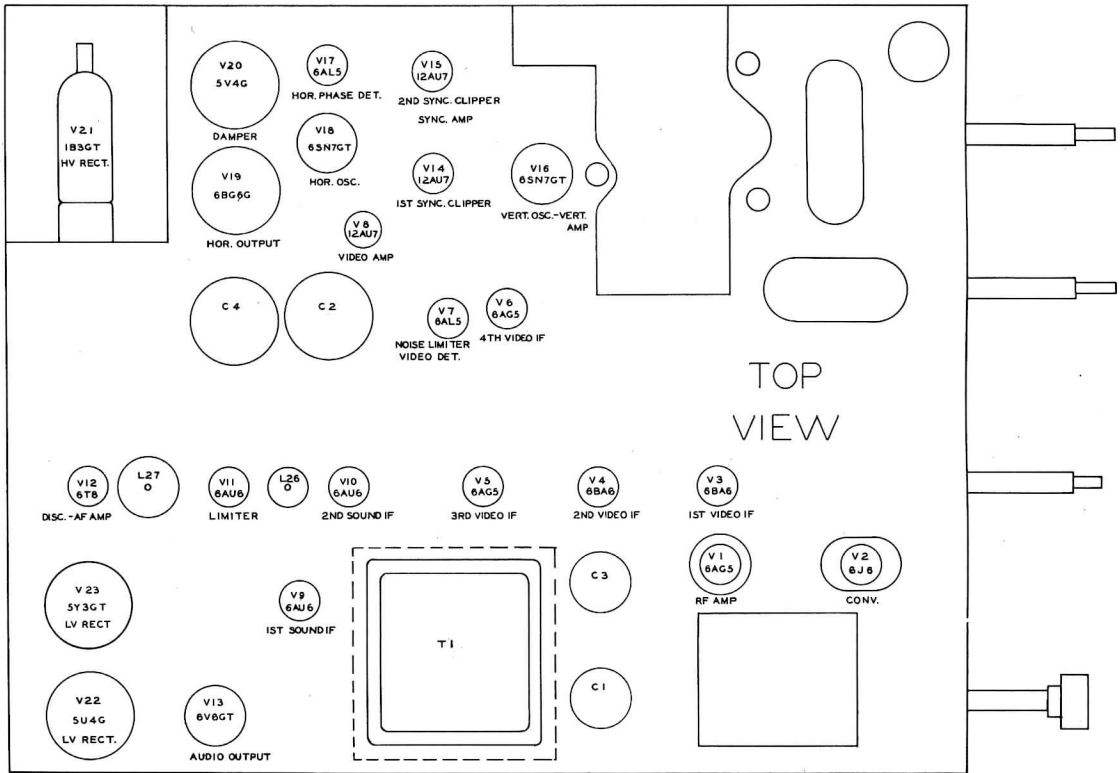 V20
5V4G
DAMPER
V17
6AL5
HOR. PHASE DET.
V15
12AU7
2ND SYNC. CLIPPER
SYNC. AMP
V21
1B3GT
HV RECT.
V18
6SN7GT
HOR. OSC.
V19
6BG6G
HOR. OUTPUT
V14
12AU7
1ST SYNC. CLIPPER
V16
6SN7GT
VERT. OSC.-VERT.
AMP
V8
12AU7
VIDEO AMP
C4
C2
V7
6AL5
NOISE LIMITER
VIDEO DET.
V6
6AG5
4TH VIDEO IF
TOP
VIEW
V12
6T8
DISC.-AF AMP
L27
O
V11
6AU6
LIMITER
L26
O
V10
6AU6
2ND SOUND IF
V5
6AG5
3RD VIDEO IF
V4
6BA6
2ND VIDEO IF
V3
6BA6
1ST VIDEO IF
V23
5Y3GT
LV RECT
V9
6AU6
1ST SOUND IF
T1
C3
V1
6AG5
RF AMP
V2
6J6
CONV.
V22
5U4G
LV RECT.
V13
6V6GT
AUDIO OUTPUT
C1